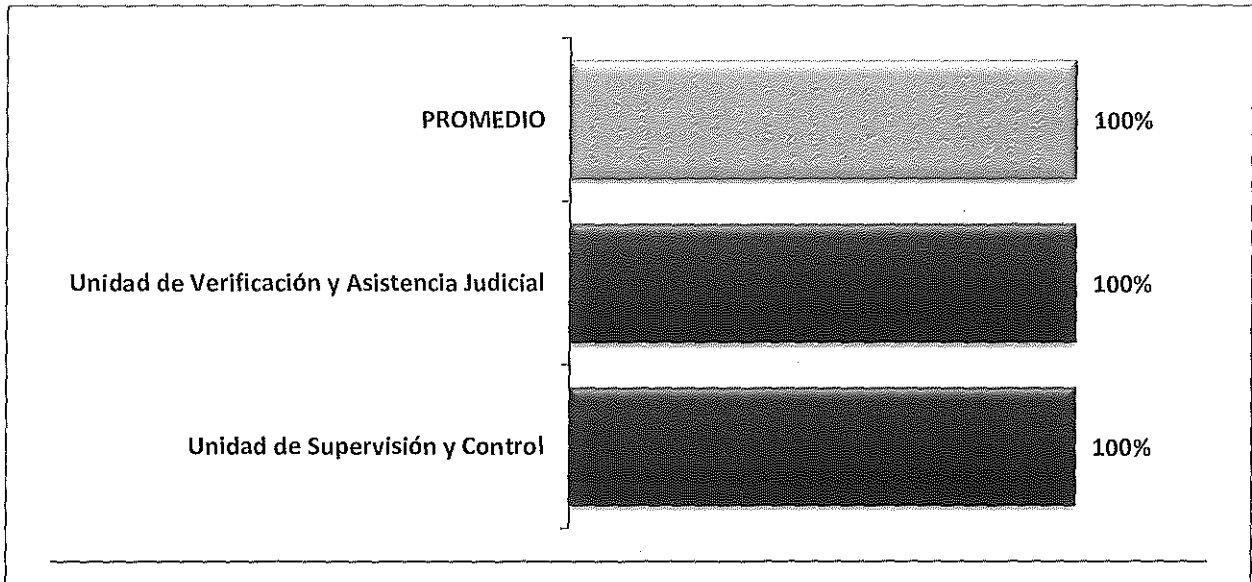 PROMEDIO 100%
Unidad de Verificación y Asistencia Judicial 100%
Unidad de Supervisión y Control 100%